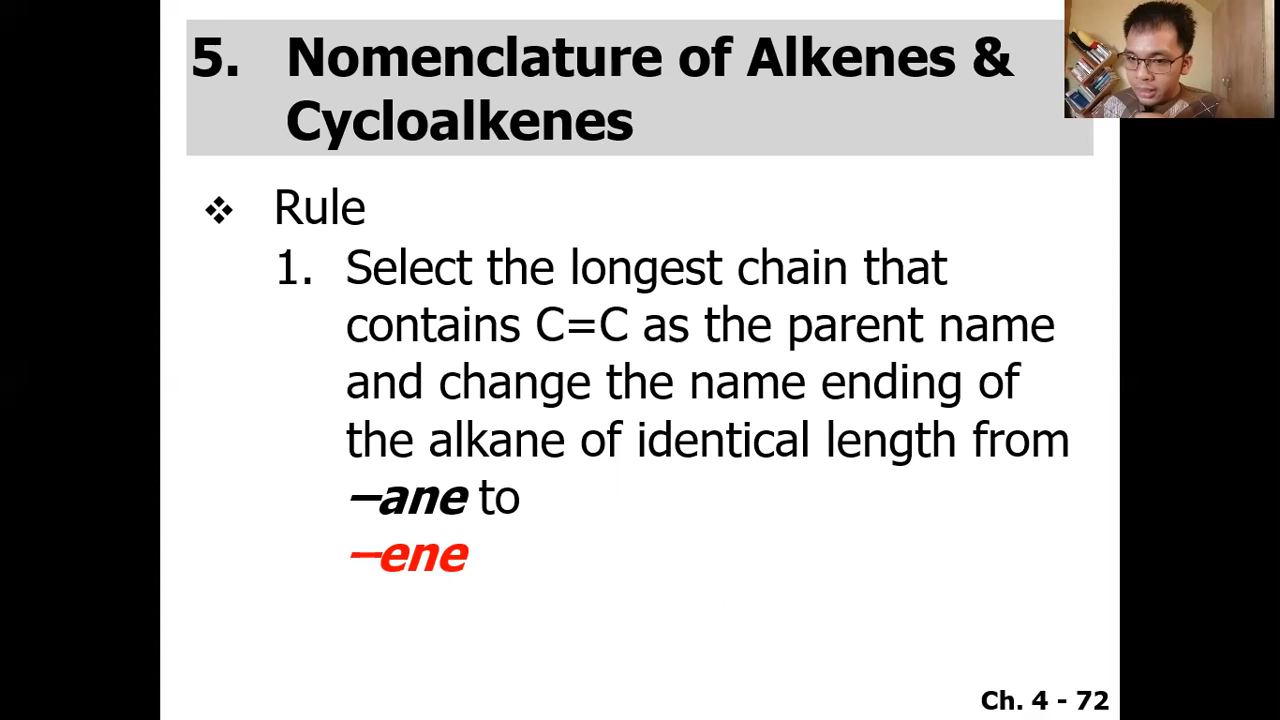 5. Nomenclature of Alkenes &
Cycloalkenes
❖ Rule
1. Select the longest chain that
contains C=C as the parent name
and change the name ending of
the alkane of identical length from
–ane to
–ene
Ch. 4 - 72